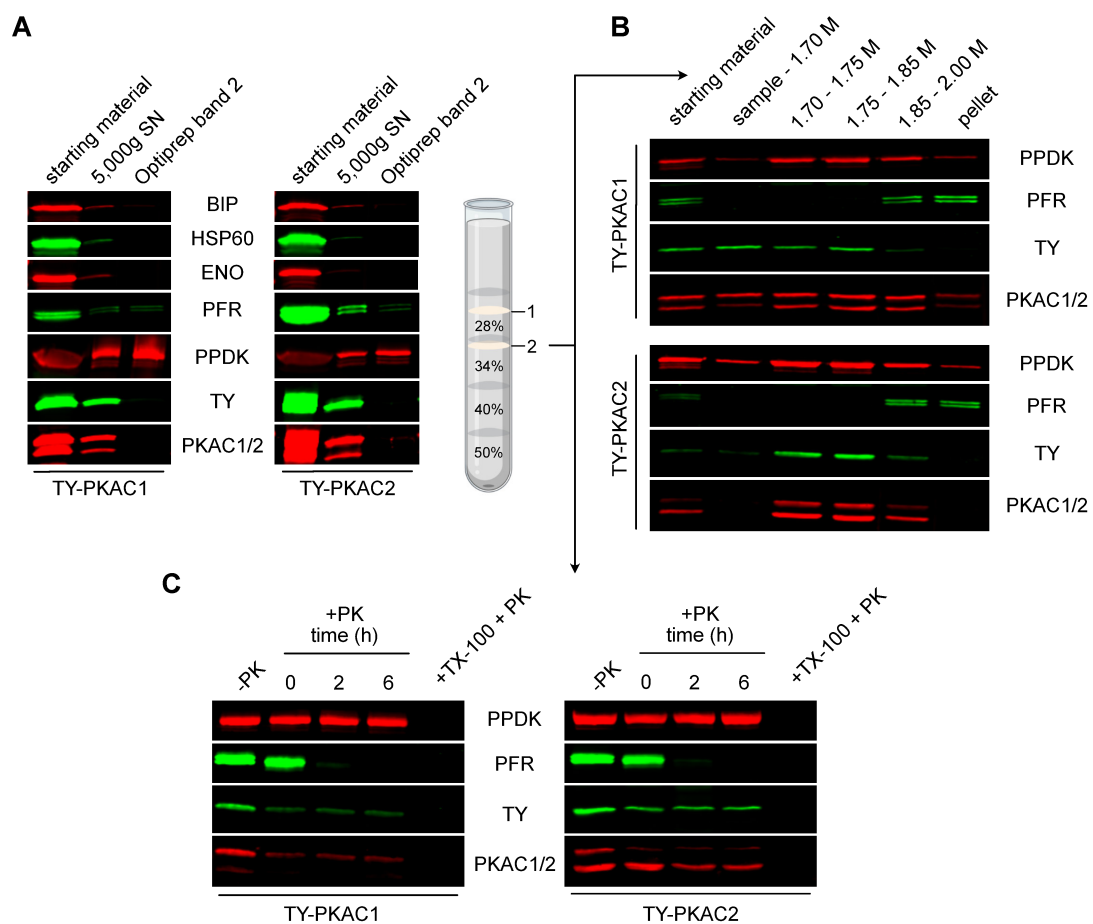 A
starting material
5,000g SN
Optiprep band 2
starting material
5,000g SN
Optiprep band 2
BIP
HSP60
ENO
PFR
PPDK
TY
PKAC1/2
TY-PKAC1
TY-PKAC2
1
28%
2
34%
40%
50%
B
starting material
sample - 1.70 M
1.70 - 1.75 M
1.75 - 1.85 M
1.85 - 2.00 M
pellet
TY-PKAC1
PPDK
PFR
TY
PKAC1/2
TY-PKAC2
PPDK
PFR
TY
PKAC1/2
C
-PK
+PK
time (h)
0 2 6
+TX-100 + PK
-PK
+PK
time (h)
0 2 6
+TX-100 + PK
PPDK
PFR
TY
PKAC1/2
TY-PKAC1
TY-PKAC2